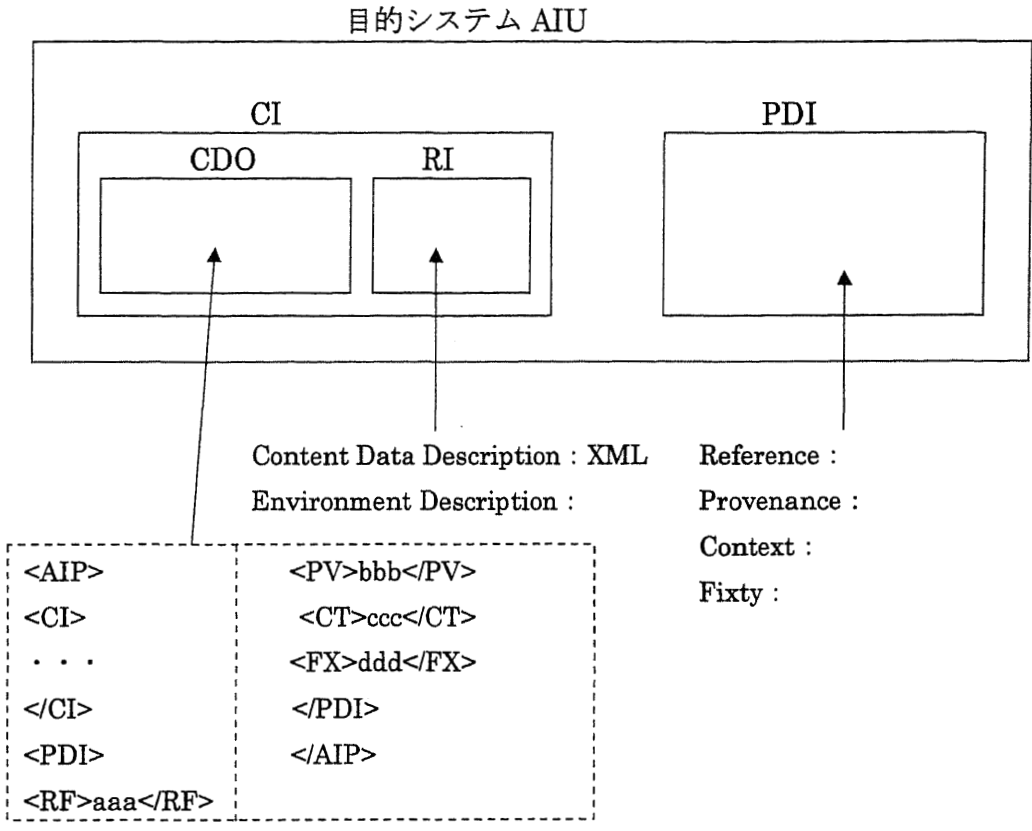 目的システム AIU
CI
PDI
CDO
RI
Content Data Description : XML
Environment Description :
Reference :
Provenance :
Context :
Fixty :
<AIP>
<CI>
・・・
</CI>
<PDI>
<RF>aaa</RF>
<PV>bbb</PV>
<CT>ccc</CT>
<FX>ddd</FX>
</PDI>
</AIP>